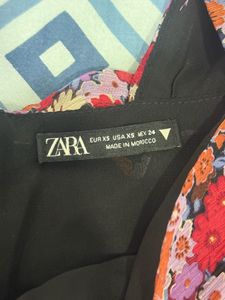 ZARA
EUR XS USA XS MEX 24
MADE IN MOROCCO